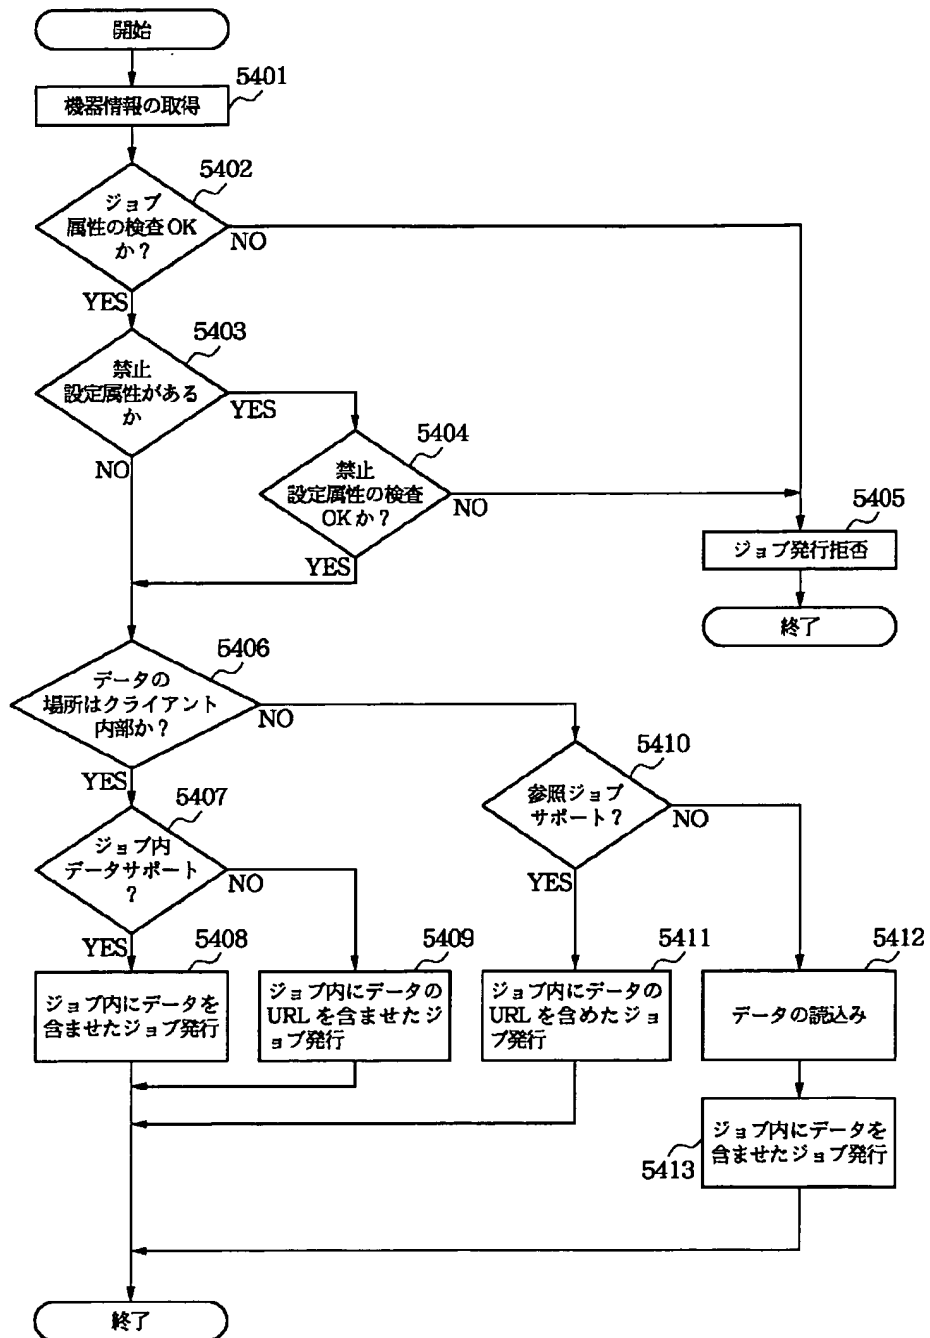 開始
5401
機器情報の取得
5402
ジョブ
属性の検査OK
か?
NO
YES
5403
禁止
設定属性がある
か
YES
NO
5404
禁止
設定属性の検査
OKか?
NO
YES
5405
ジョブ発行拒否
終了
5406
データの
場所はクライアント
内部か?
NO
YES
5407
ジョブ内
データサポート
?
NO
YES
5410
参照ジョブ
サポート?
NO
YES
5408
ジョブ内にデータを
含ませたジョブ発行
5409
ジョブ内にデータの
URLを含ませたジ
ョブ発行
5411
ジョブ内にデータの
URLを含めたジョ
ブ発行
5412
データの読込み
ジョブ内にデータを
含ませたジョブ発行
5413
終了